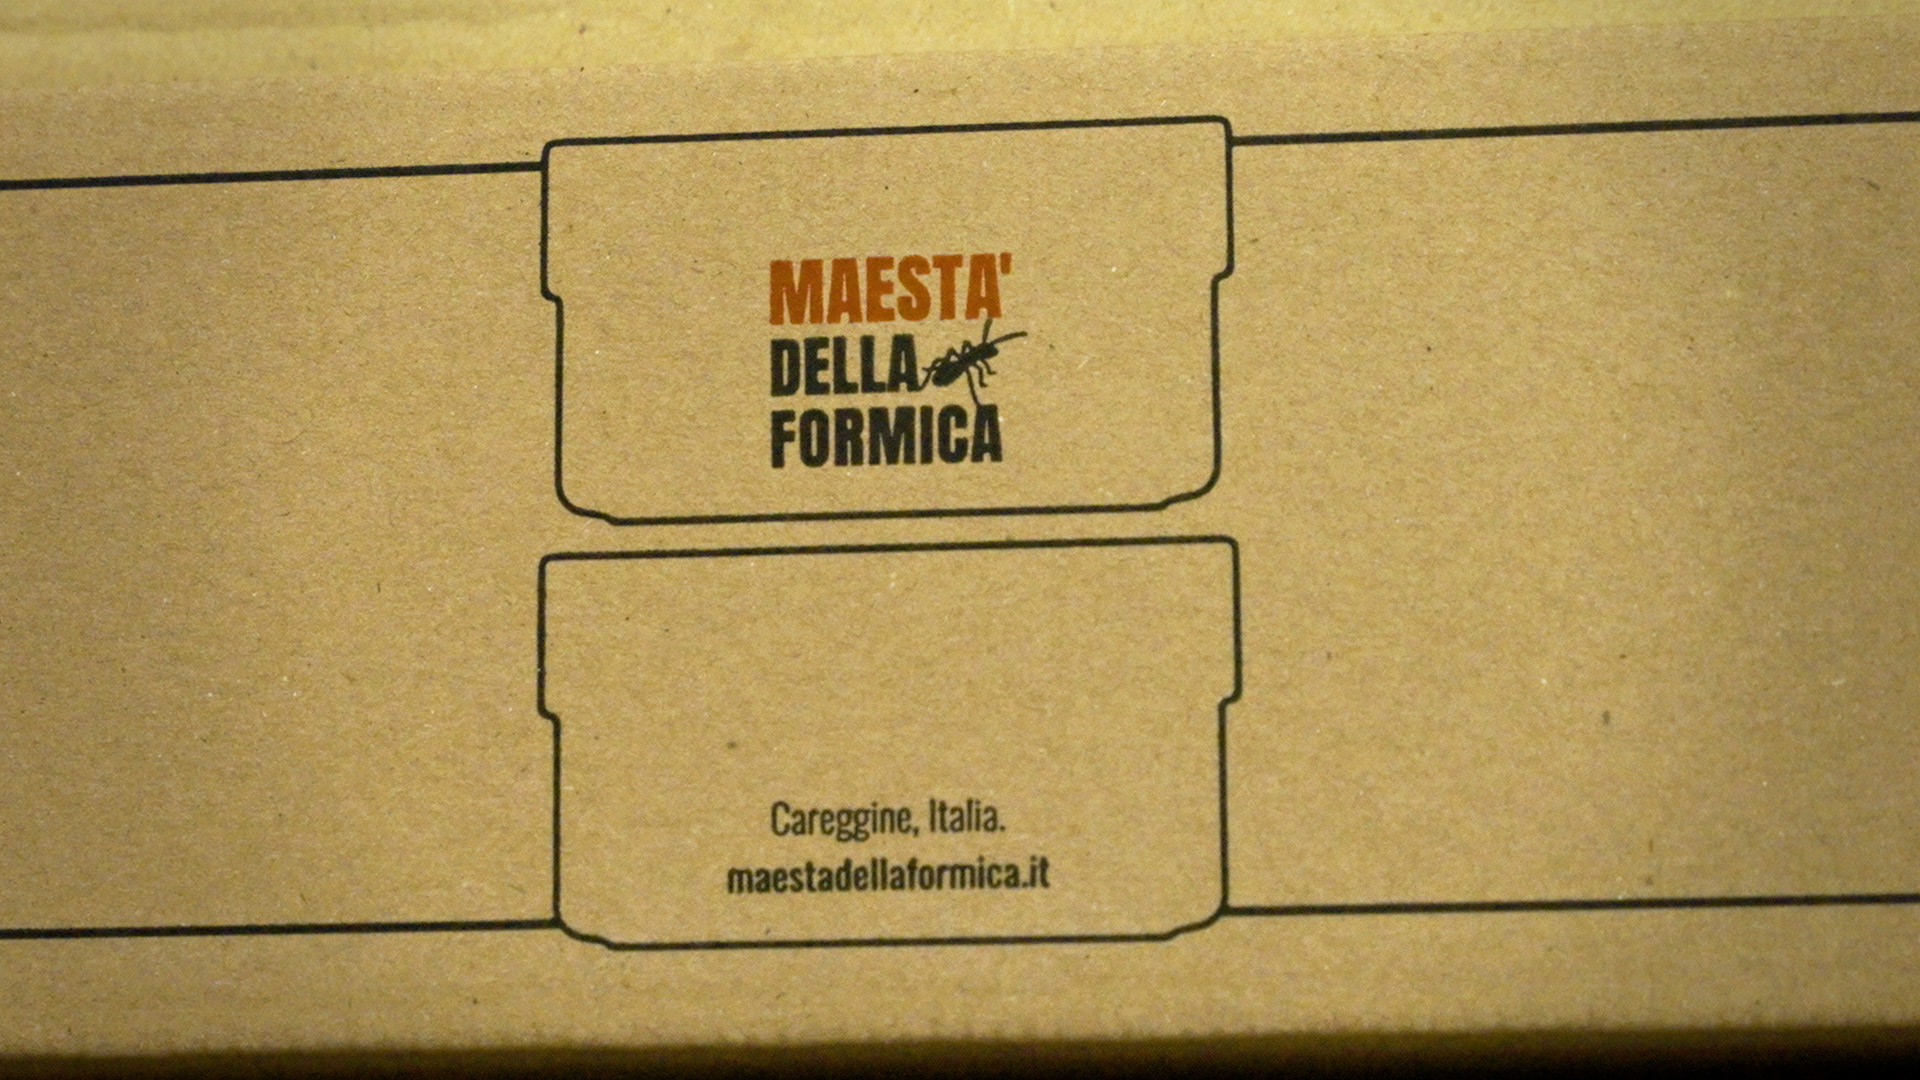 MAESTA'
DELLA
FORMICA
Careggine, Italia.
maestadellaformica.it